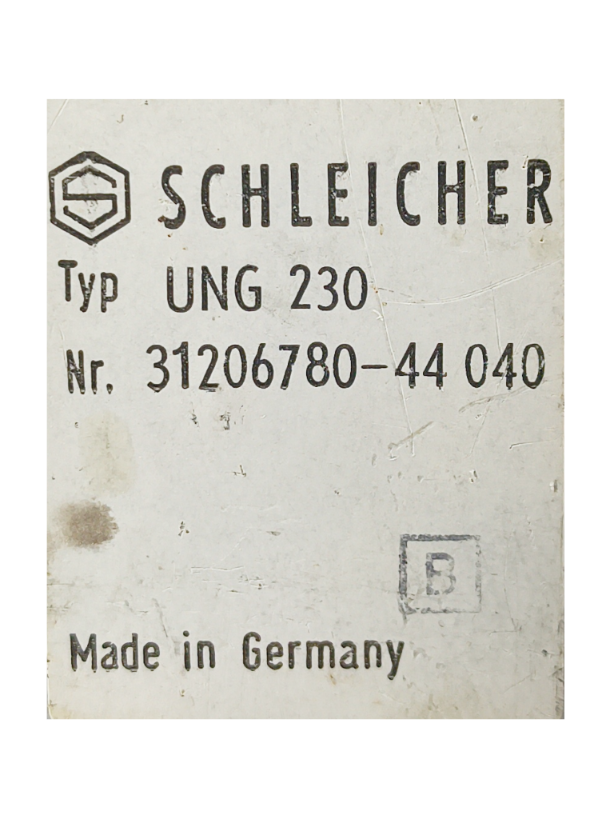 SCHLEICHER
Typ UNG 230
Nr. 31206780-44 040
B
Made in Germany